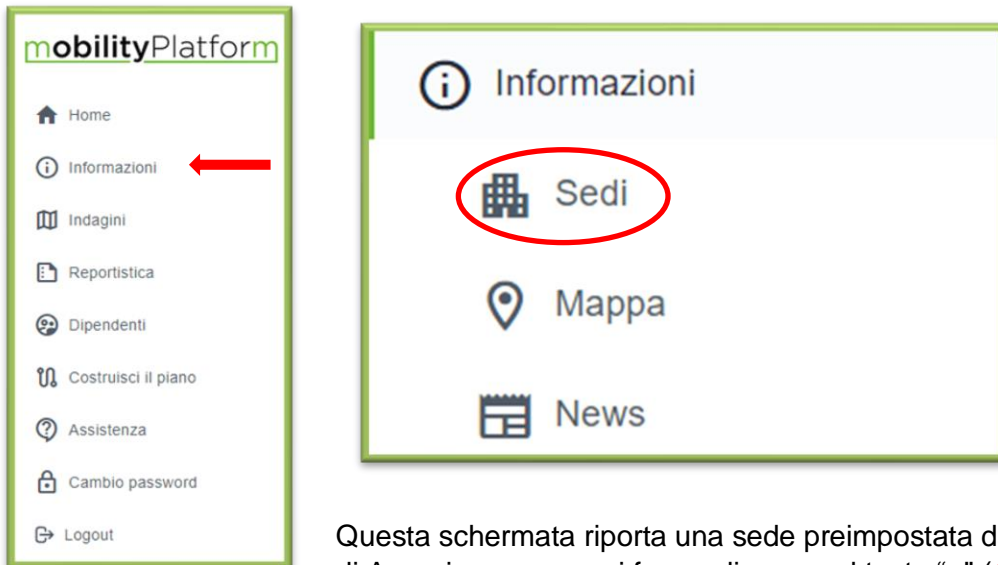 mobilityPlatform
Home
Informazioni
Indagini
Reportistica
Dipendenti
Costruisci il piano
Assistenza
Cambio password
Logout
Informazioni
Sedi
Mappa
News
Questa schermata riporta una sede preimpostata d